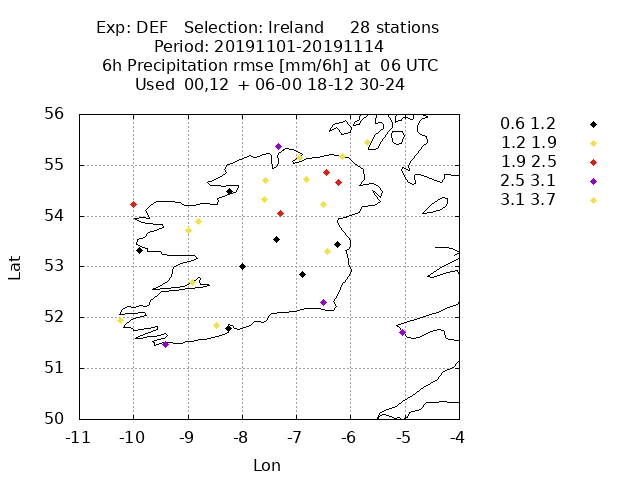 Exp: DEF   Selection: Ireland     28 stations
Period: 20191101-20191114
6h Precipitation rmse [mm/6h] at  06 UTC
Used  00,12  + 06-00 18-12 30-24
56
55
54
53
52
51
50
Lat
-11 -10 -9 -8 -7 -6 -5 -4
Lon
0.6 1.2
1.2 1.9
1.9 2.5
2.5 3.1
3.1 3.7